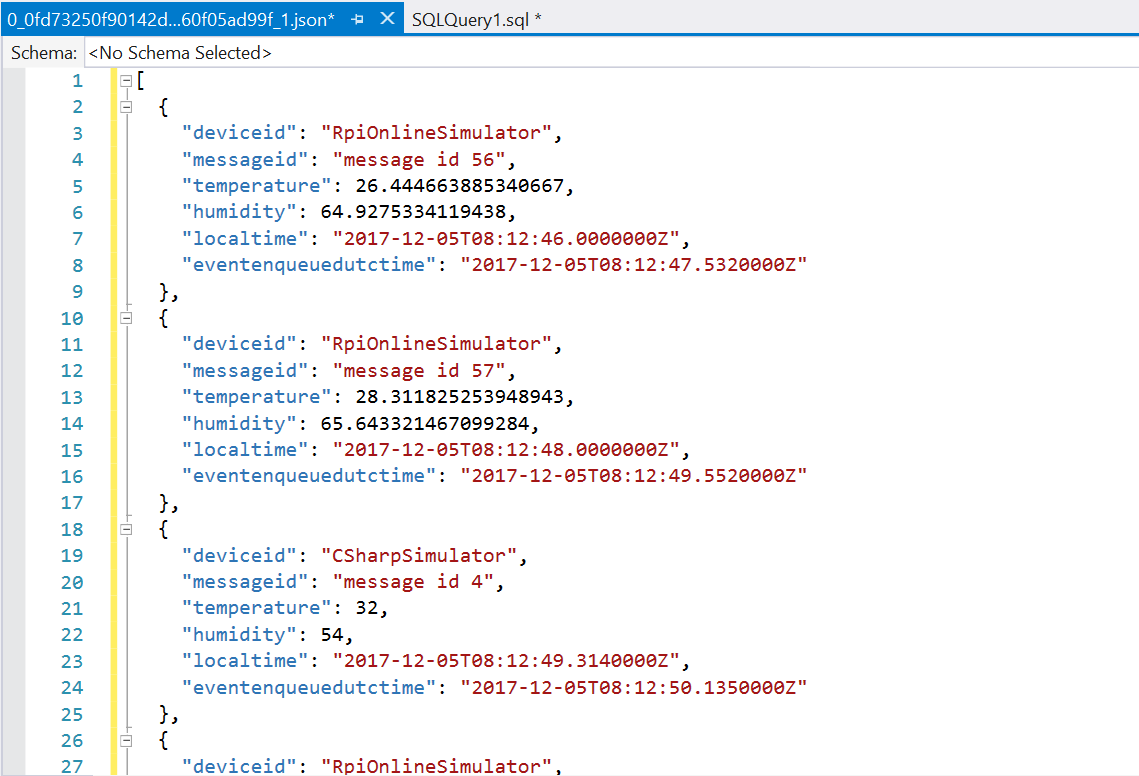 0_0fd73250f90142d...60f05ad99f_1.json* SQLQuery1.sql *
Schema: <No Schema Selected>
1 [
2 {
3 "deviceid": "RpiOnlineSimulator",
4 "messageid": "message id 56",
5 "temperature": 26.444663885340667,
6 "humidity": 64.9275334119438,
7 "localtime": "2017-12-05T08:12:46.0000000Z",
8 "eventenqueuedutctime": "2017-12-05T08:12:47.5320000Z"
9 },
10 {
11 "deviceid": "RpiOnlineSimulator",
12 "messageid": "message id 57",
13 "temperature": 28.311825253948943,
14 "humidity": 65.643321467099284,
15 "localtime": "2017-12-05T08:12:48.0000000Z",
16 "eventenqueuedutctime": "2017-12-05T08:12:49.5520000Z"
17 },
18 {
19 "deviceid": "CSharpSimulator",
20 "messageid": "message id 4",
21 "temperature": 32,
22 "humidity": 54,
23 "localtime": "2017-12-05T08:12:49.3140000Z",
24 "eventenqueuedutctime": "2017-12-05T08:12:50.1350000Z"
25 },
26 {
27 "deviceid": "RpiOnlineSimulator",